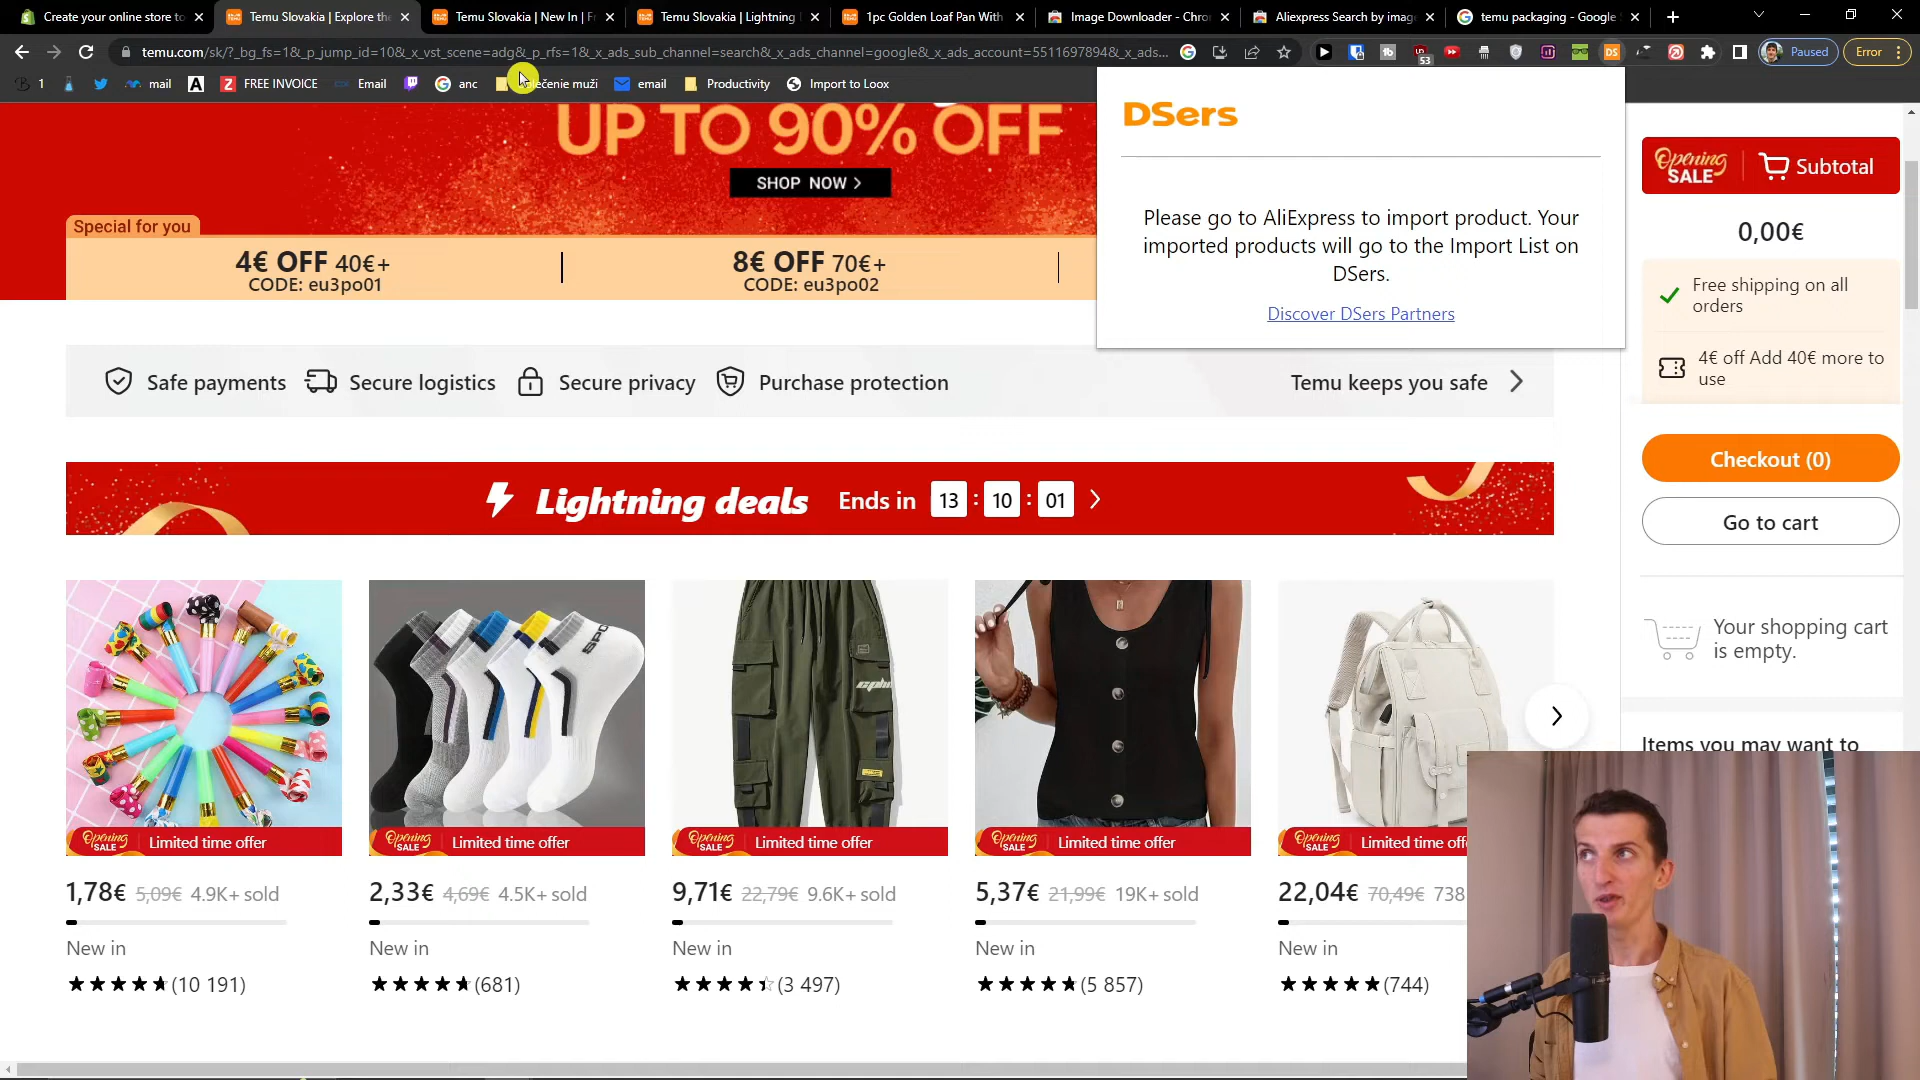 Create your online store to
Temu Slovakia | Explore the
Temu Slovakia | New In | Fr
Temu Slovakia | Lightning
1pc Golden Loaf Pan With
Image Downloader - Chro
Aliexpress Search by imag
temu packaging - Google
temu.com/sk/?_bg_fs=1&_p_jump_id=10&_x_vst_scene=adg&_p_rfs=1&_x_ads_sub_channel=search&_x_ads_channel=google&_x_ads_account=5511697894&_x_ads...
53
DS
Paused
Error
1
mail
FREE INVOICE
Email
anc
email
Productivity
Import to Loox
UP TO 90% OFF
SHOP NOW >
Special for you
4€ OFF 40€+
CODE: eu3po01
8€ OFF 70€+
CODE: eu3po02
DSers
Please go to AliExpress to import product. Your
imported products will go to the Import List on
DSers.
Discover DSers Partners
Opening
SALE
Subtotal
0,00€
Free shipping on all
orders
4€ off Add 40€ more to
use
Checkout (0)
Go to cart
Your shopping cart
is empty.
Items you may want to
Safe payments
Secure logistics
Secure privacy
Purchase protection
Temu keeps you safe
Lightning deals
Ends in 13 : 10 : 01
Opening SALE Limited time offer
Opening SALE Limited time offer
Opening SALE Limited time offer
Opening SALE Limited time offer
Opening SALE Limited time off
1,78€ 5,09€ 4.9K+ sold
2,33€ 4,69€ 4.5K+ sold
9,71€ 22,79€ 9.6K+ sold
5,37€ 21,99€ 19K+ sold
22,04€ 70,49€ 738
New in
New in
New in
New in
New in
(10 191)
(681)
(3 497)
(5 857)
(744)